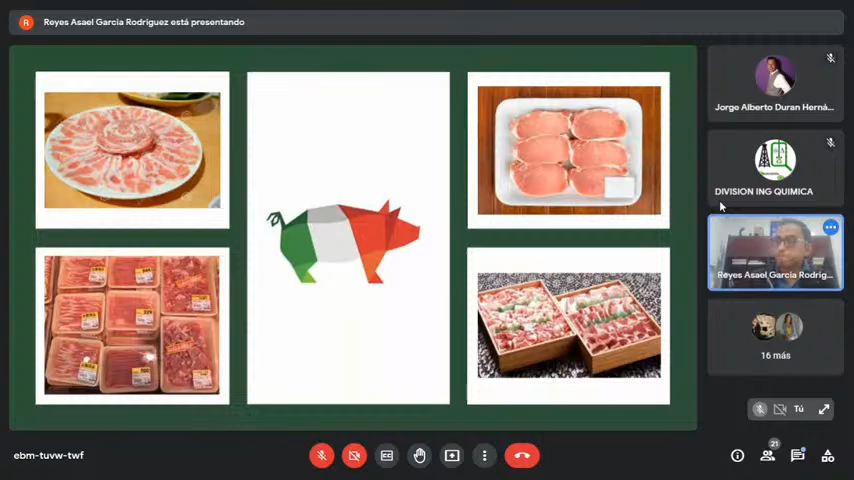 R
Reyes Asael Garcia Rodriguez está presentando
Jorge Alberto Duran Herná...
DIVISION ING QUIMICA
Reyes Asael Garcia Rodrig...
16 más
Tú
ebm-tuvw-twf
21